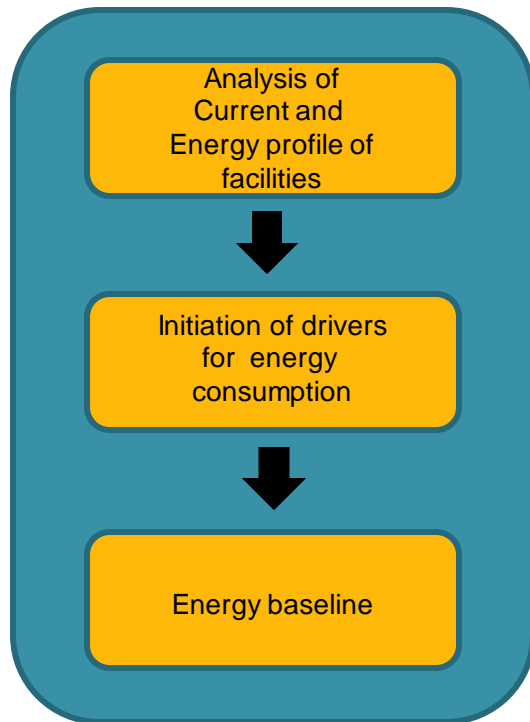 Analysis of
Current and
Energy profile of
facilities
Initiation of drivers
for energy
consumption
Energy baseline